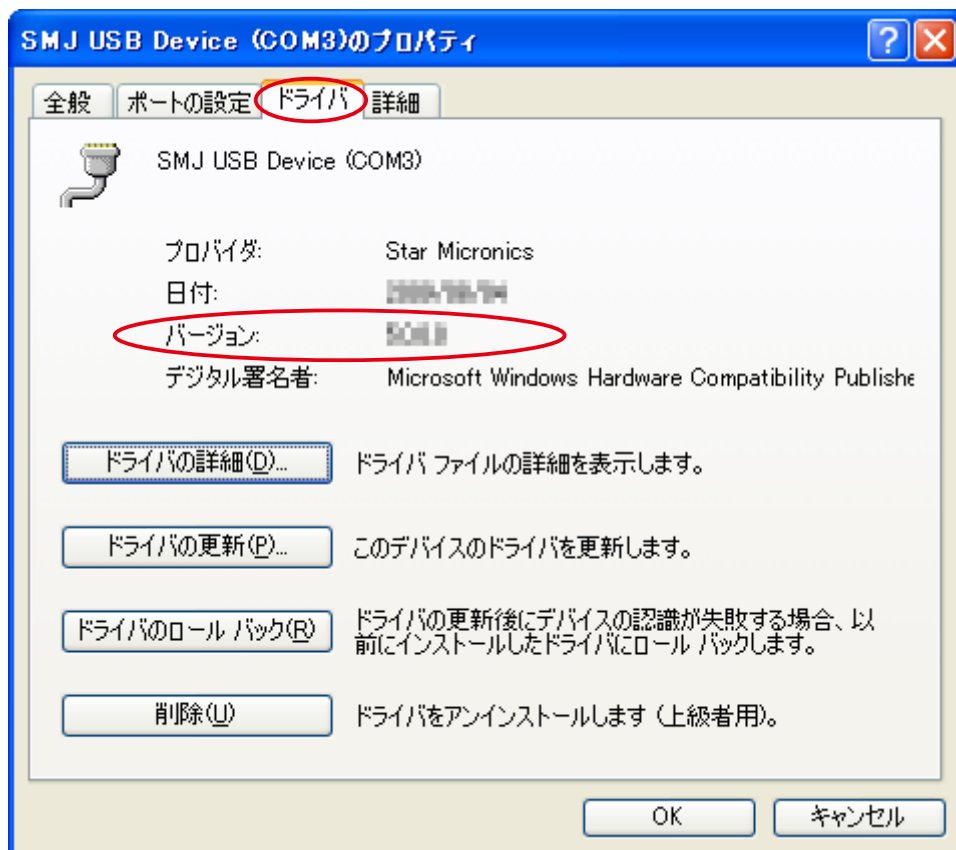 SMJ USB Device (COM3)のプロパティ
全般 ポートの設定 ドライバ 詳細
SMJ USB Device (COM3)
プロバイダ: Star Micronics
日付:
バージョン:
デジタル署名者: Microsoft Windows Hardware Compatibility Publishe
ドライバの詳細(D)... ドライバ ファイルの詳細を表示します。
ドライバの更新(P)... このデバイスのドライバを更新します。
ドライバのロール バック(R) ドライバの更新後にデバイスの認識が失敗する場合、以
前にインストールしたドライバにロール バックします。
削除(U) ドライバをアンインストールします (上級者用)。
OK キャンセル